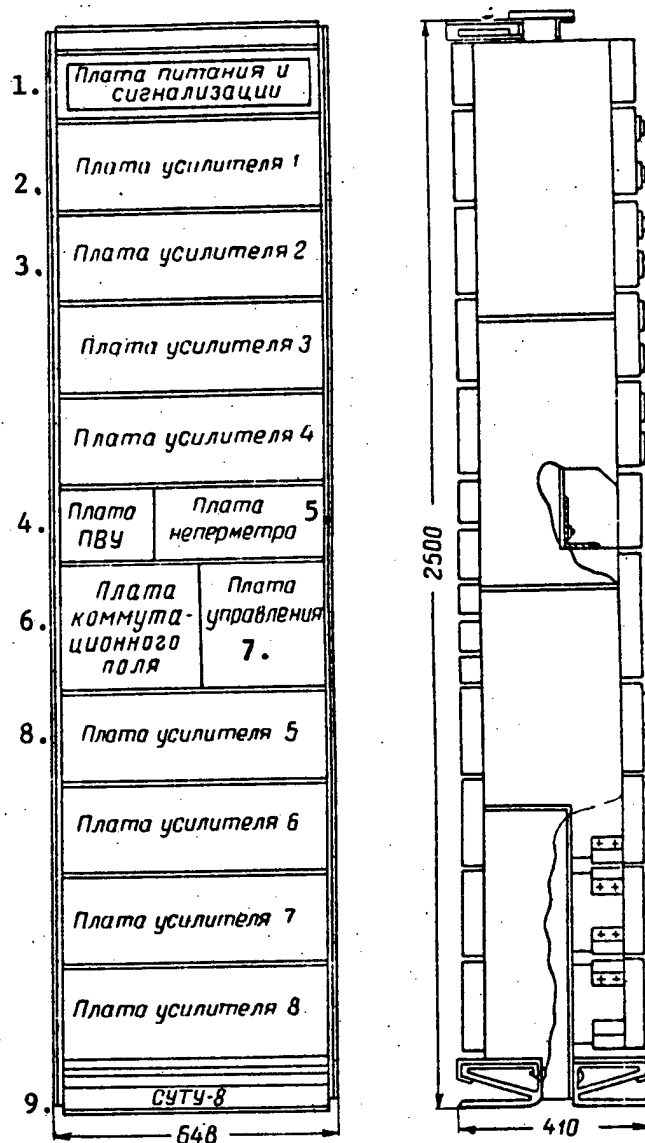 1. Плата питания и
сигнализации
2. Плата усилителя 1
3. Плата усилителя 2
Плата усилителя 3
Плата усилителя 4
4. Плата
ПВУ
Плата 5.
неперметра
6. Плата
коммута-
ционного
поля
Плата
управления
7.
8. Плата усилителя 5
Плата усилителя 6
Плата усилителя 7
Плата усилителя 8
9. СУТУ-8
648
2500
410